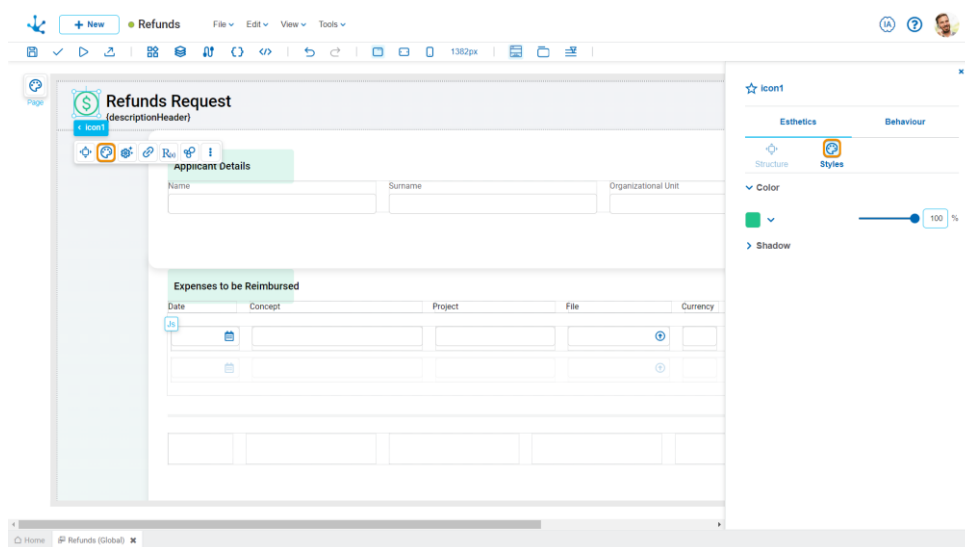 + New
Refunds
File
Edit
View
Tools
IA
?
1382px
Page
$
Refunds Request
{descriptionHeader}
icon1
Applicant Details
Name
Surname
Organizational Unit
Expenses to be Reimbursed
Date
Concept
Project
File
Currency
Js
icon1
Esthetics
Behaviour
Structure
Styles
Color
100 %
Shadow
Home
Refunds (Global)